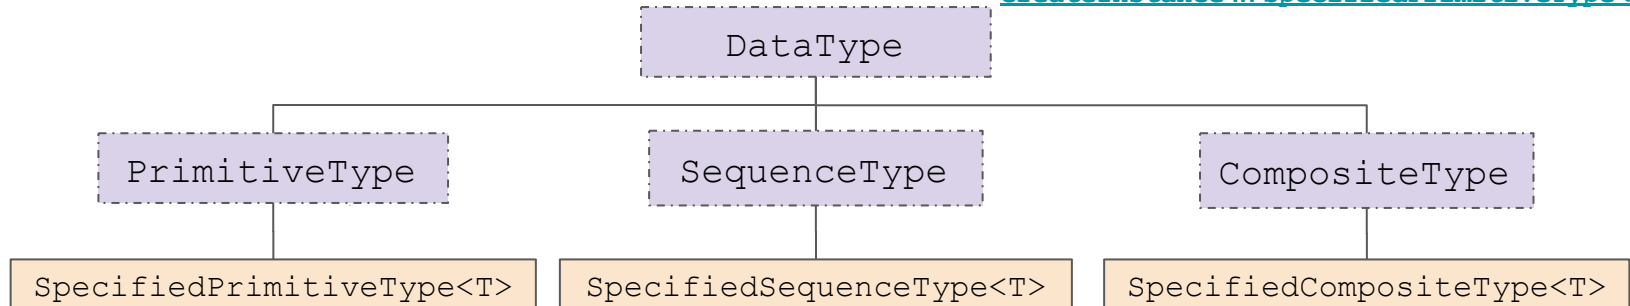 DataType
PrimitiveType
SequenceType
CompositeType
SpecifiedPrimitiveType<T>
SpecifiedSequenceType<T>
SpecifiedCompositeType<T>